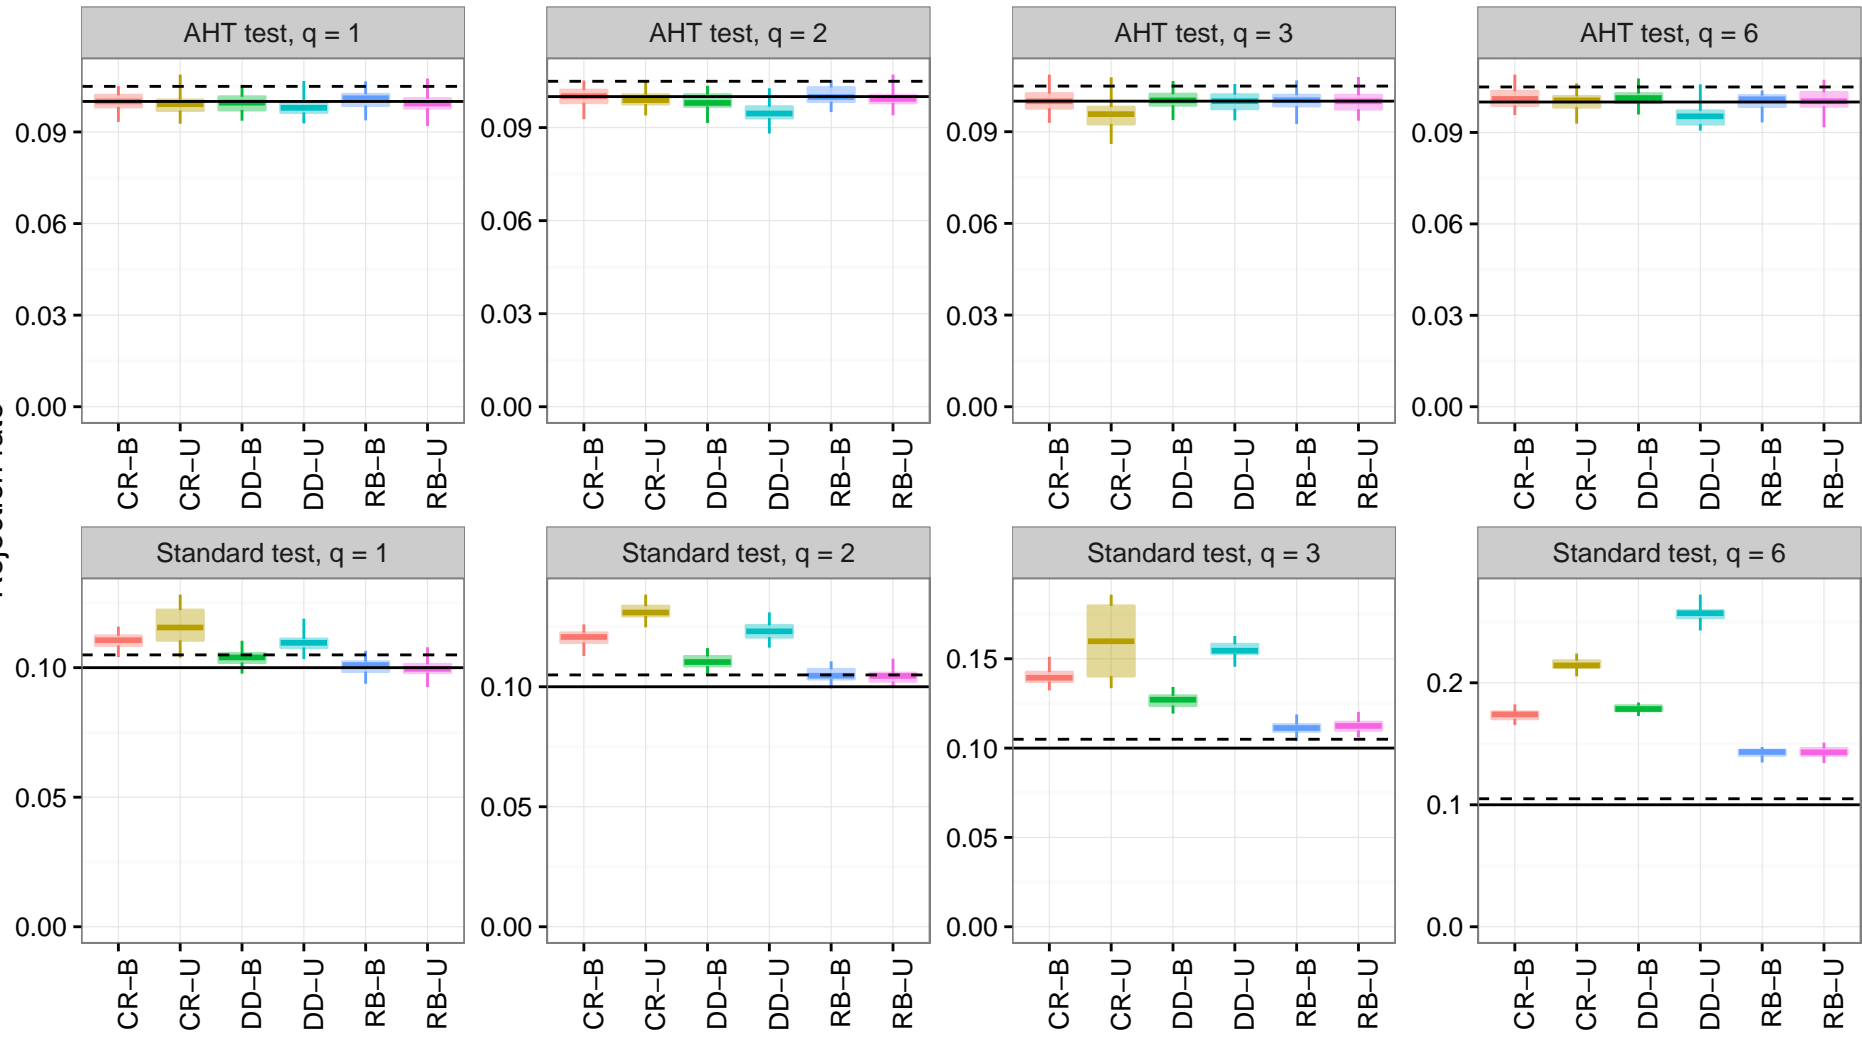 AHT test, q = 1
AHT test, q = 2
AHT test, q = 3
AHT test, q = 6
0.09
0.06
0.03
0.00
0.09
0.06
0.03
0.00
0.09
0.06
0.03
0.00
0.09
0.06
0.03
0.00
CR−B
CR−U
DD−B
DD−U
RB−B
RB−U
CR−B
CR−U
DD−B
DD−U
RB−B
RB−U
CR−B
CR−U
DD−B
DD−U
RB−B
RB−U
CR−B
CR−U
DD−B
DD−U
RB−B
RB−U
Standard test, q = 1
Standard test, q = 2
Standard test, q = 3
Standard test, q = 6
0.10
0.05
0.00
0.10
0.05
0.00
0.15
0.10
0.05
0.00
0.2
0.1
0.0
CR−B
CR−U
DD−B
DD−U
RB−B
RB−U
CR−B
CR−U
DD−B
DD−U
RB−B
RB−U
CR−B
CR−U
DD−B
DD−U
RB−B
RB−U
CR−B
CR−U
DD−B
DD−U
RB−B
RB−U